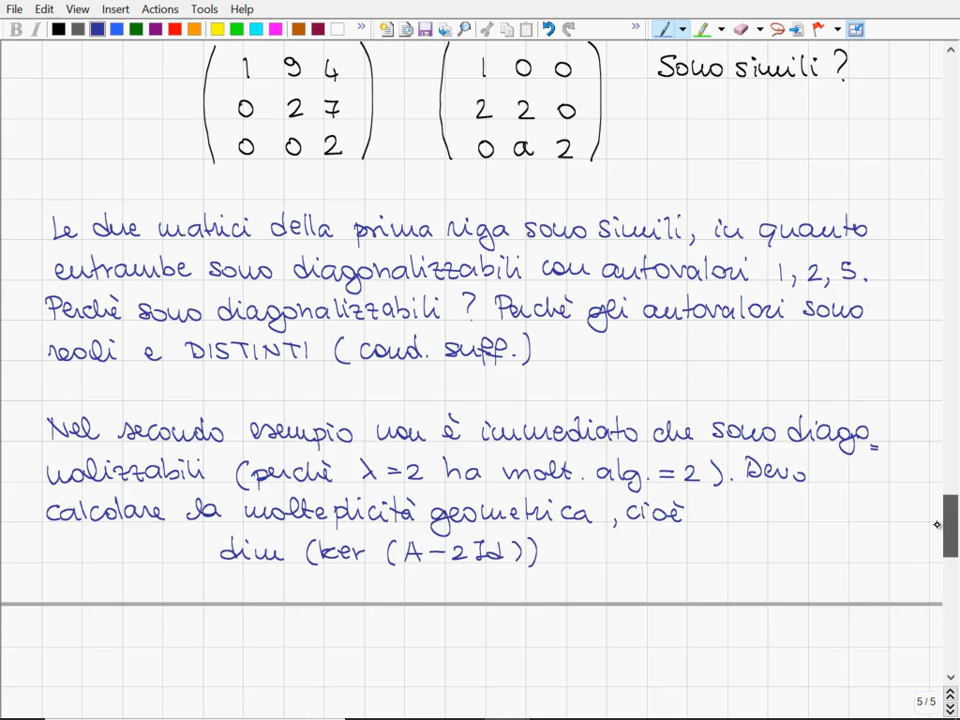 File Edit View Insert Actions Tools Help
B I
1 9 4 1 0 0 Sono simili ?
0 2 7 2 2 0
0 0 2 0 a 2
Le due matrici della prima riga sono simili, in quanto
entrambe sono diagonalizzabili con autovalori 1, 2, 5.
Perchè sono diagonalizzabili ? Perchè gli autovalori sono
reali e DISTINTI (cond. suff.)
Nel secondo esempio non è immediato che sono diago=
nalizzabili (perchè λ=2 ha molt. alg. = 2). Devo
calcolare la molteplicità geometrica, cioè
dim (ker (A-2Id))
5 / 5